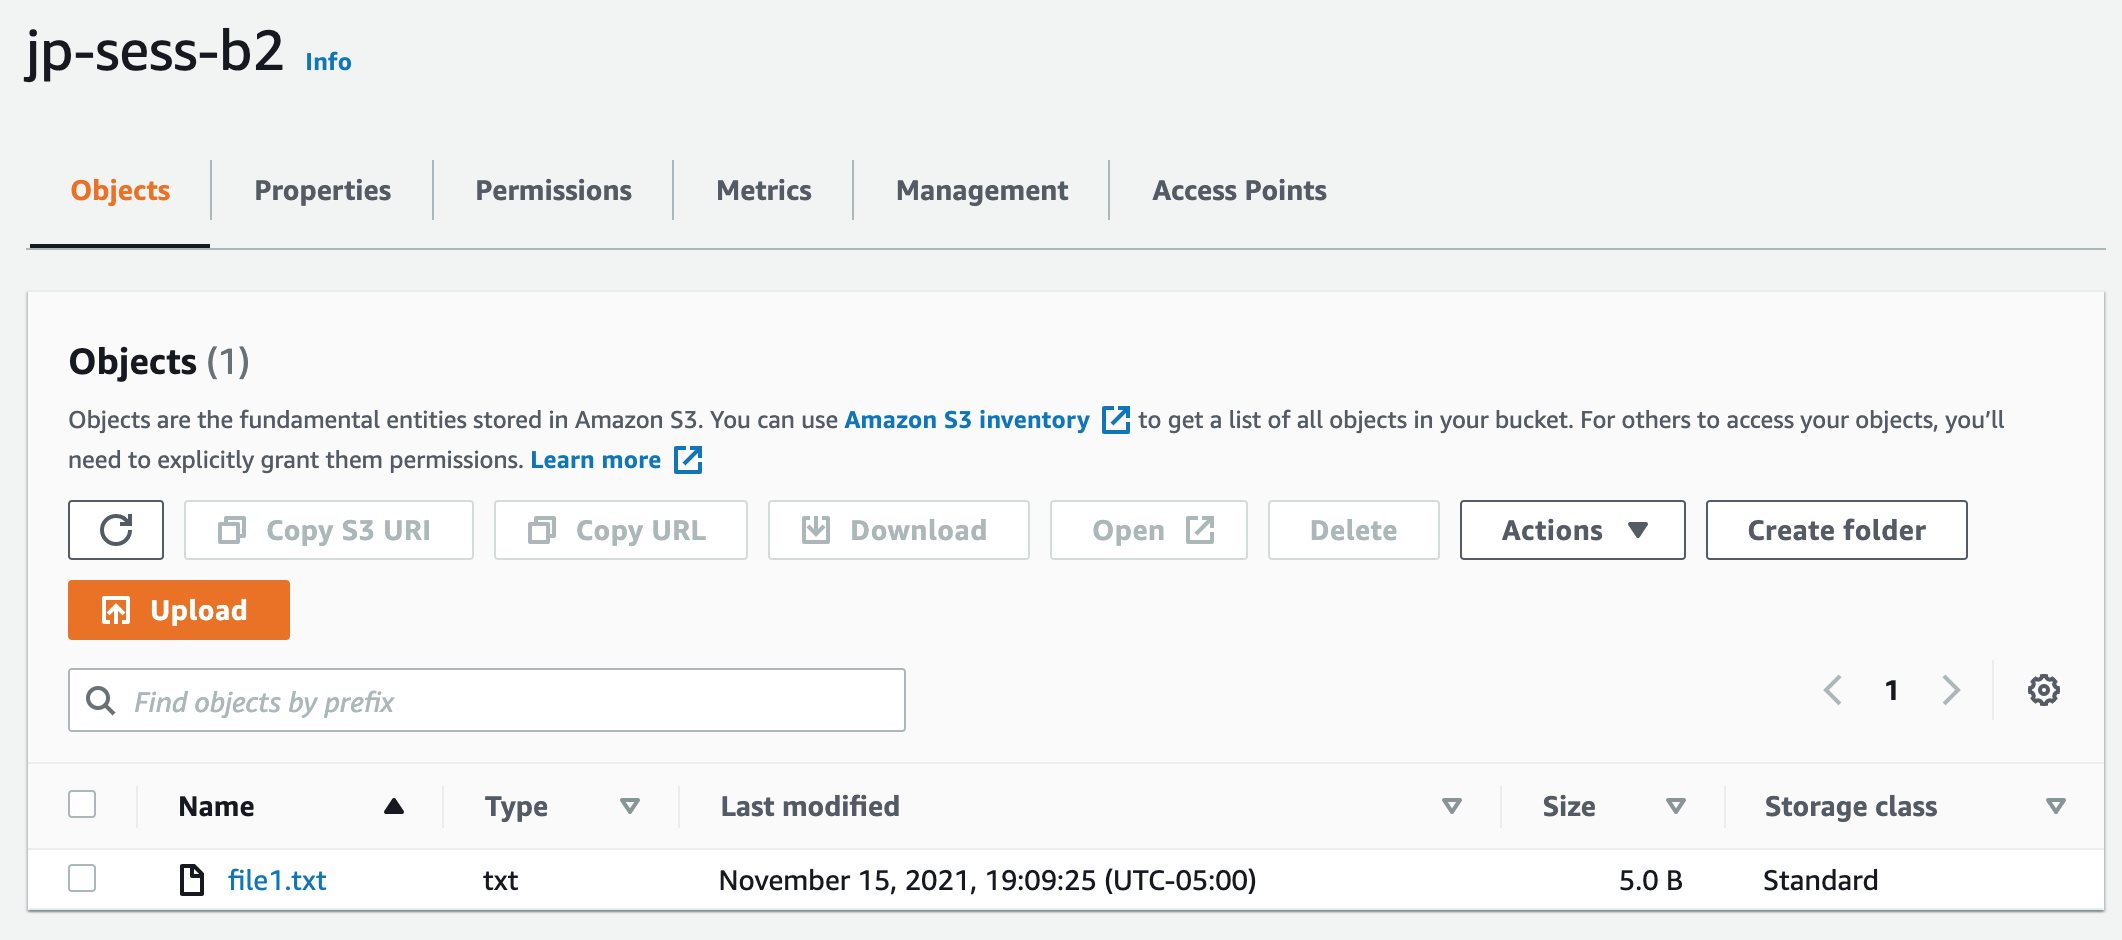 jp-sess-b2 Info
Objects Properties Permissions Metrics Management Access Points
Objects (1)
Objects are the fundamental entities stored in Amazon S3. You can use Amazon S3 inventory to get a list of all objects in your bucket. For others to access your objects, you’ll
need to explicitly grant them permissions. Learn more
Copy S3 URI Copy URL Download Open Delete Actions Create folder
Upload
Find objects by prefix 1
Name Type Last modified Size Storage class
file1.txt txt November 15, 2021, 19:09:25 (UTC-05:00) 5.0 B Standard